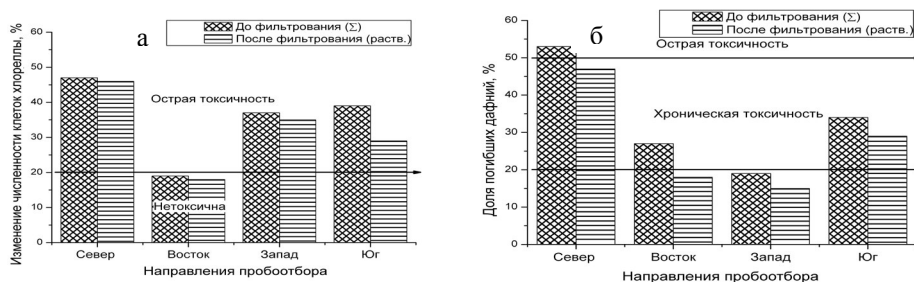 а
До фильтрования (Σ)
После фильтрования (раств.)
Изменение численности клеток хлореллы, %
60
50
40
30
20
10
0
Острая токсичность
Нетоксична
Север
Восток
Запад
Юг
Направления пробоотбора
б
До фильтрования (Σ)
После фильтрования (раств.)
Доля погибших дафний, %
60
50
40
30
20
10
0
Острая токсичность
Хроническая токсичность
Север
Восток
Запад
Юг
Направления пробоотбора